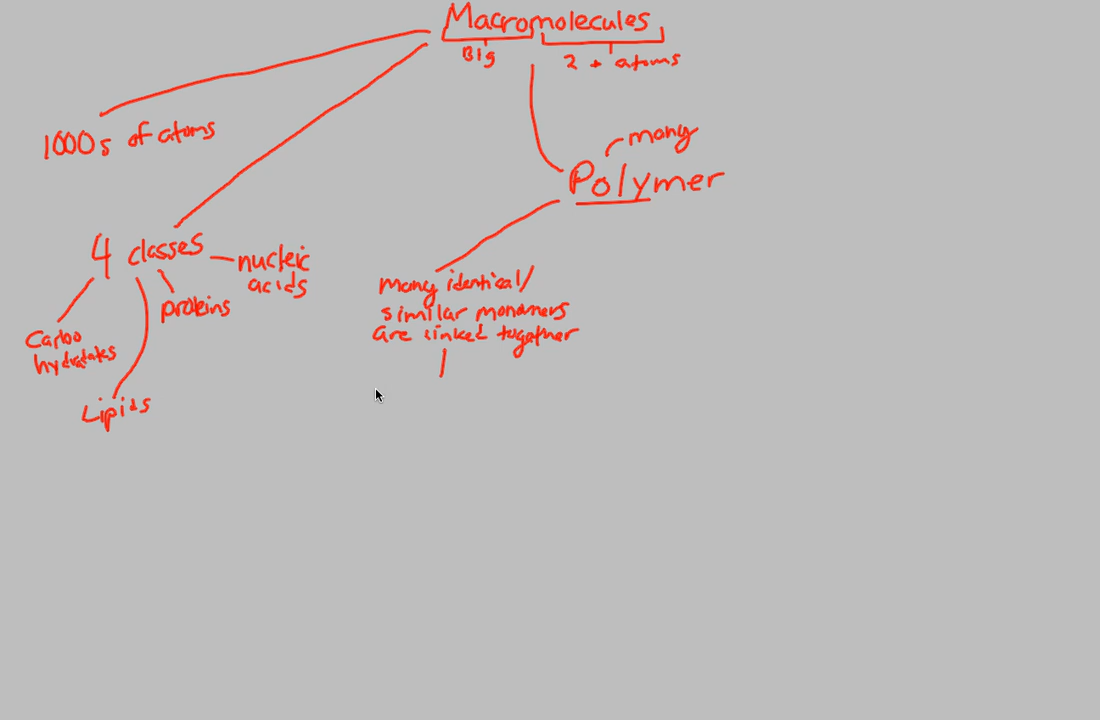 Macromolecules
Big
2 + atoms
1000s of atoms
many
Polymer
4 classes
nucleic
acids
proteins
Carbo
hydrates
Lipids
many identical/
similar monomers
are linked together